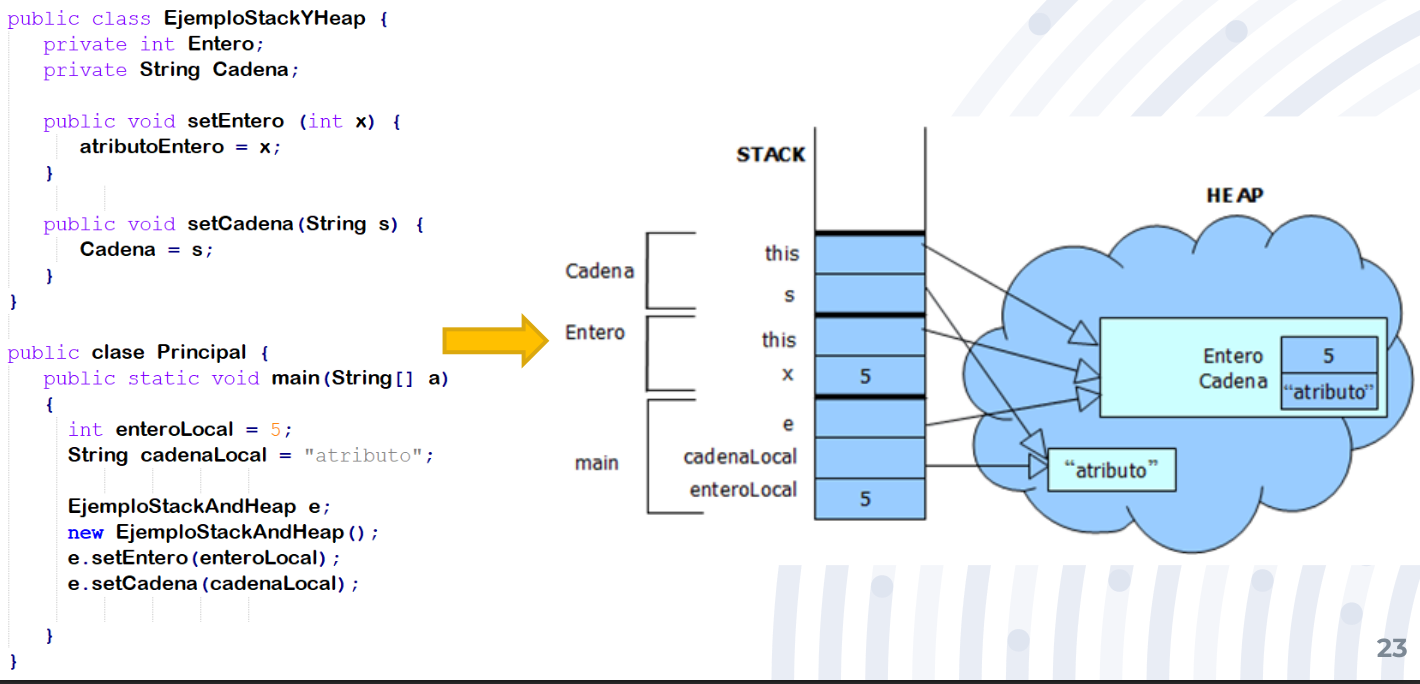 public class EjemploStackYHeap {
private int Entero;
private String Cadena;
public void setEntero (int x) {
atributoEntero = x;
}
public void setCadena(String s) {
Cadena = s;
}
}
public clase Principal {
public static void main(String[] a)
{
int enteroLocal = 5;
String cadenaLocal = "atributo";
EjemploStackAndHeap e;
new EjemploStackAndHeap();
e.setEntero(enteroLocal);
e.setCadena(cadenaLocal);
}
}
STACK
Cadena
this
s
Entero
this
x
5
main
e
cadenaLocal
enteroLocal
5
HEAP
Entero
5
Cadena
“atributo”
“atributo”
23